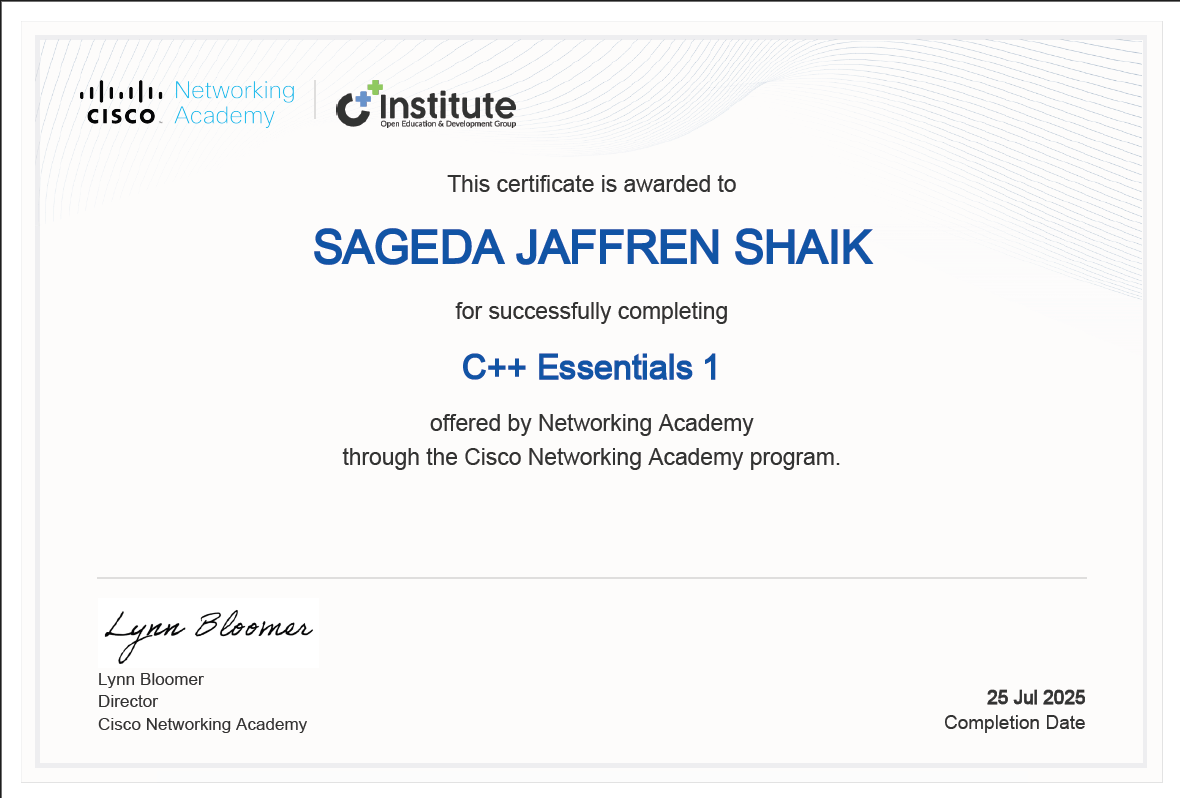 CISCO Networking
Academy
C++ Institute
Open Education & Development Group
This certificate is awarded to
SAGEDA JAFFREN SHAIK
for successfully completing
C++ Essentials 1
offered by Networking Academy
through the Cisco Networking Academy program.
Lynn Bloomer
Lynn Bloomer
Director
Cisco Networking Academy
25 Jul 2025
Completion Date